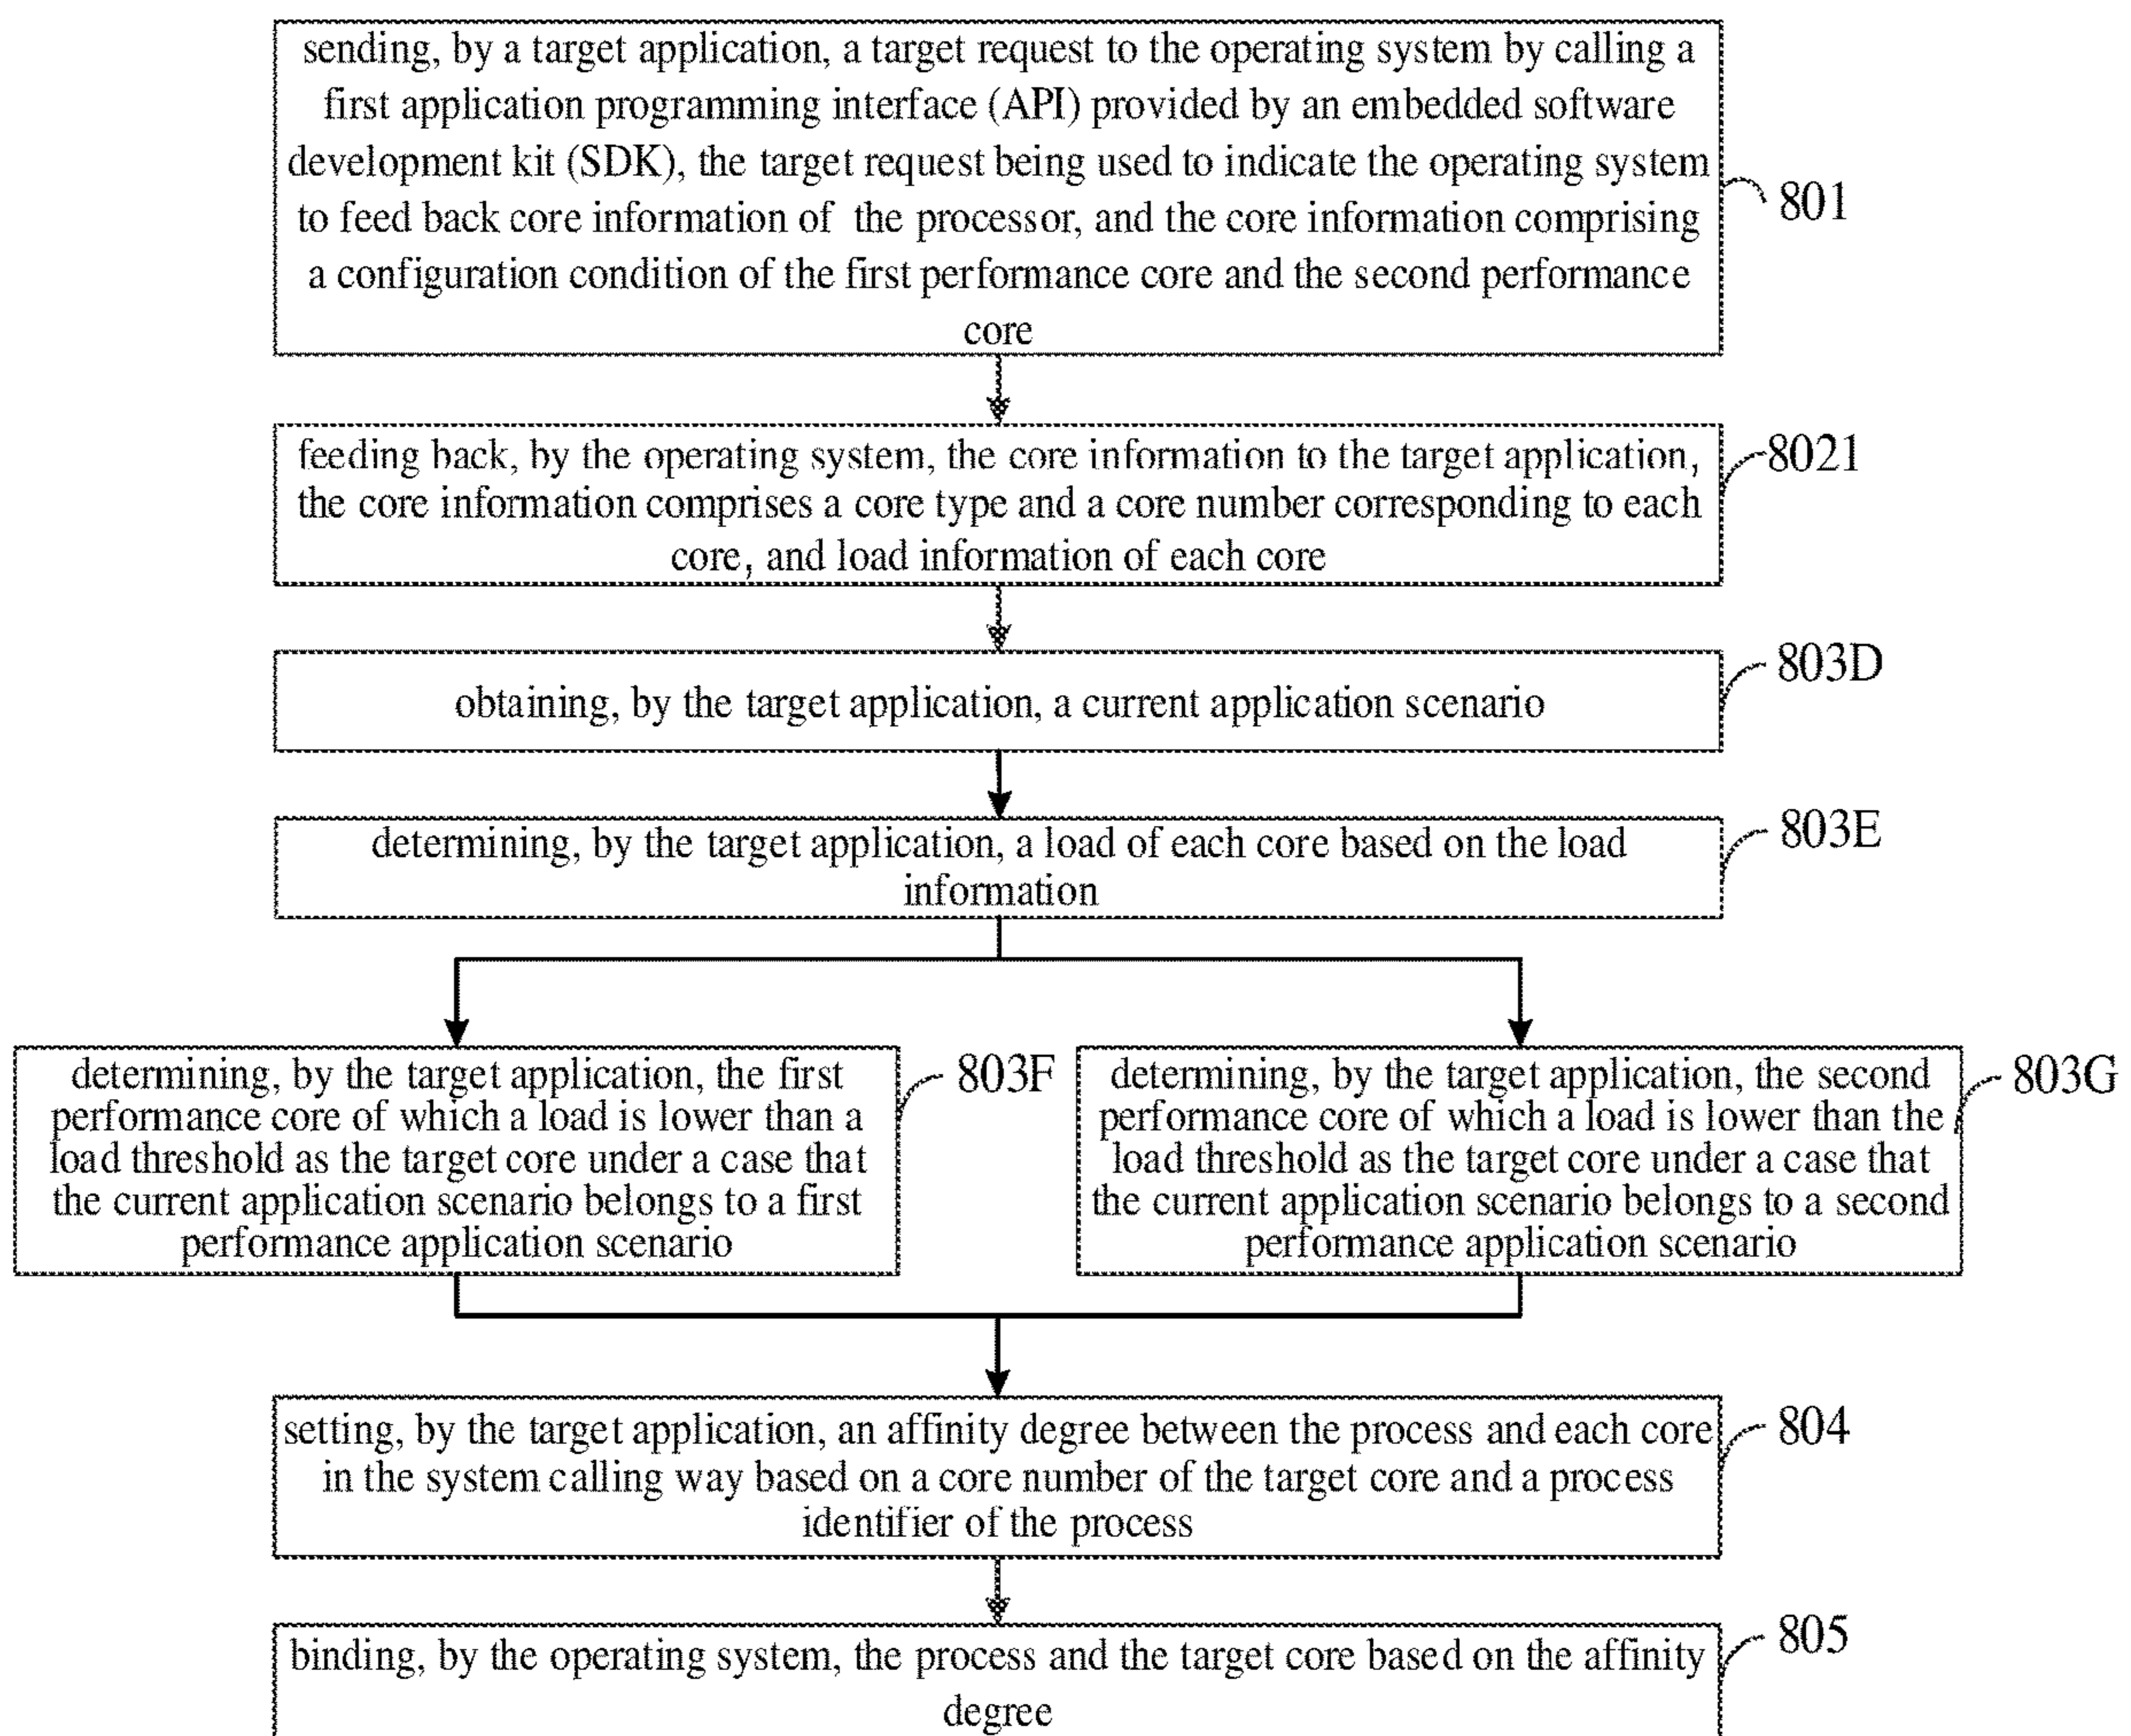 sending, by a target application, a target request to the operating system by calling a
first application programming interface (API) provided by an embedded software
development kit (SDK), the target request being used to indicate the operating system
to feed back core information of the processor, and the core information comprising
a configuration condition of the first performance core and the second performance
core
801
feeding back, by the operating system, the core information to the target application,
the core information comprises a core type and a core number corresponding to each
core, and load information of each core
8021
obtaining, by the target application, a current application scenario
803D
determining, by the target application, a load of each core based on the load
information
803E
determining, by the target application, the first
performance core of which a load is lower than a
load threshold as the target core under a case that
the current application scenario belongs to a first
performance application scenario
803F
determining, by the target application, the second
performance core of which a load is lower than the
load threshold as the target core under a case that
the current application scenario belongs to a second
performance application scenario
803G
setting, by the target application, an affinity degree between the process and each core
in the system calling way based on a core number of the target core and a process
identifier of the process
804
binding, by the operating system, the process and the target core based on the affinity
degree
805